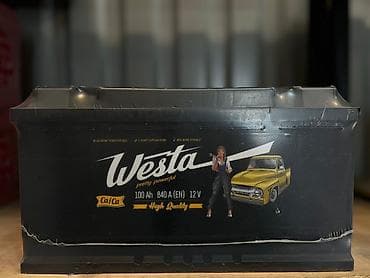 Westa
pretty powerful
100 Ah 840 A (EN) 12 V
Ca/Ca
High Quality